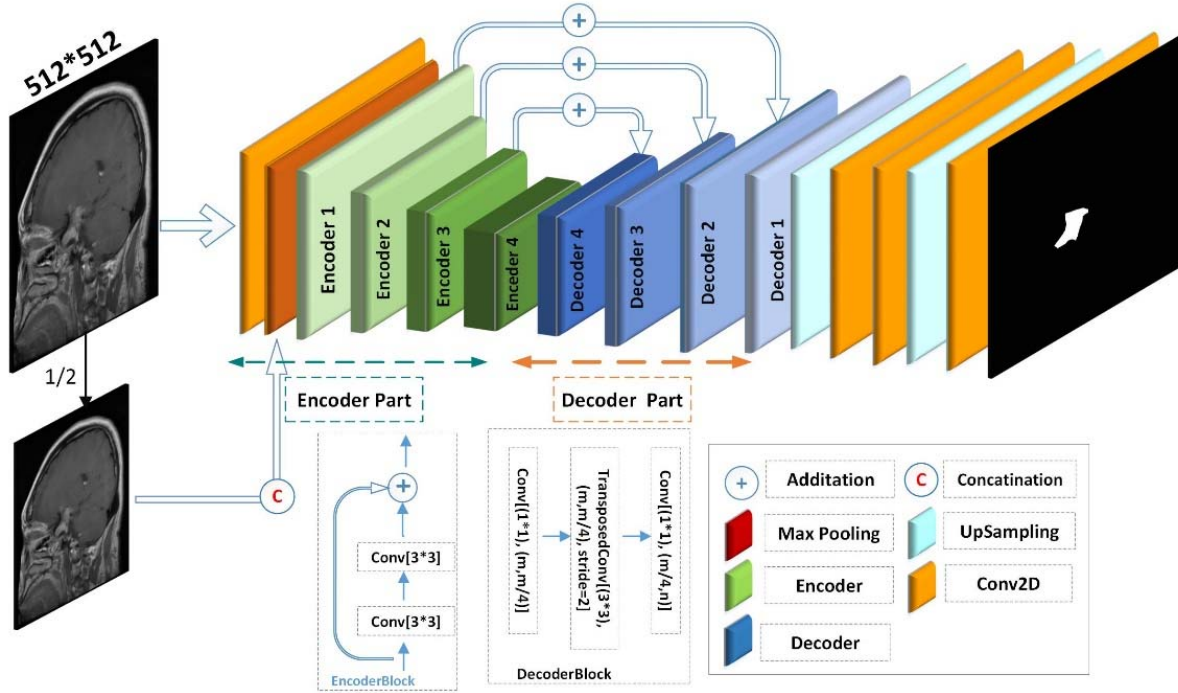 512*512
1/2
Encoder 1
Encoder 2
Encoder 3
Enceder 4
Decoder 4
Decoder 3
Decoder 2
Decoder 1
Encoder Part
Decoder Part
C
Conv[3*3]
Conv[3*3]
EncoderBlock
Conv[(1*1), (m,m/4)]
TransposedConv[(3*3),
(m,m/4), stride=2]
Conv[(1*1), (m/4,n)]
DecoderBlock
Additation
C
Concatination
Max Pooling
UpSampling
Encoder
Conv2D
Decoder